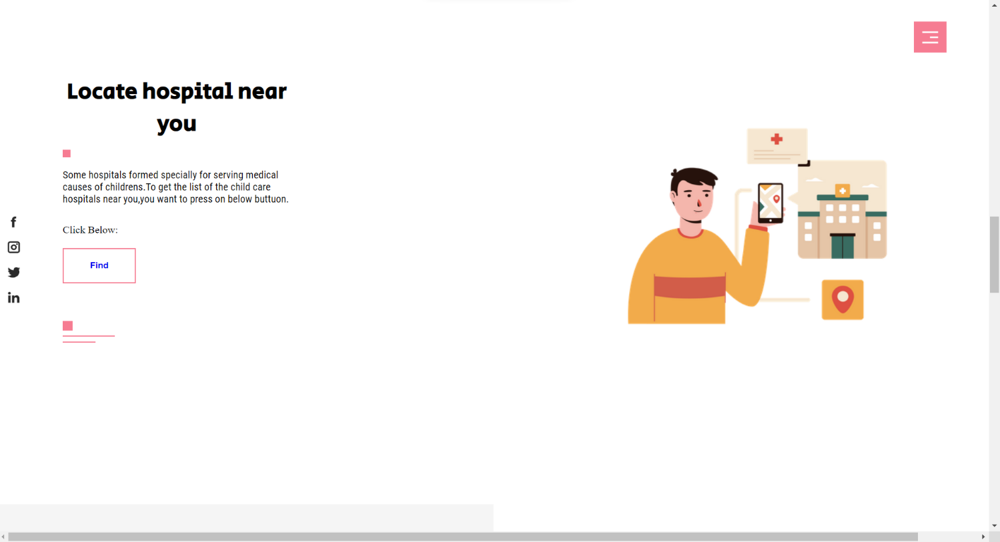 Locate hospital near
you
Some hospitals formed specially for serving medical
causes of childrens.To get the list of the child care
hospitals near you,you want to press on below buttuon.
Click Below:
Find